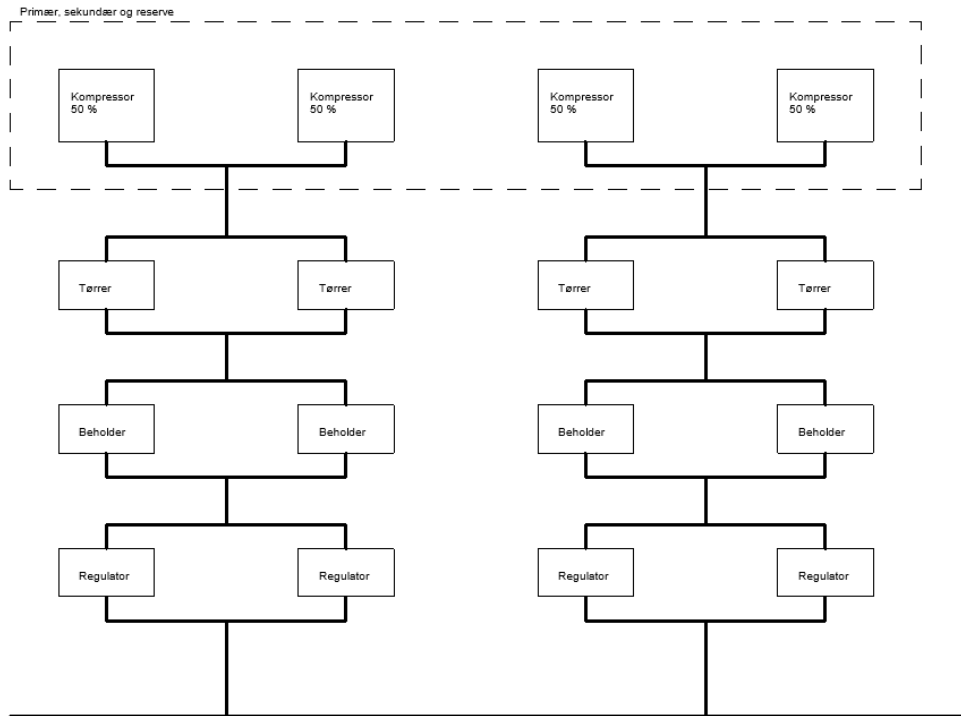 Primær, sekundær og reserve
Kompressor
50 %
Kompressor
50 %
Kompressor
50 %
Kompressor
50 %
Tørrer
Tørrer
Tørrer
Tørrer
Beholder
Beholder
Beholder
Beholder
Regulator
Regulator
Regulator
Regulator